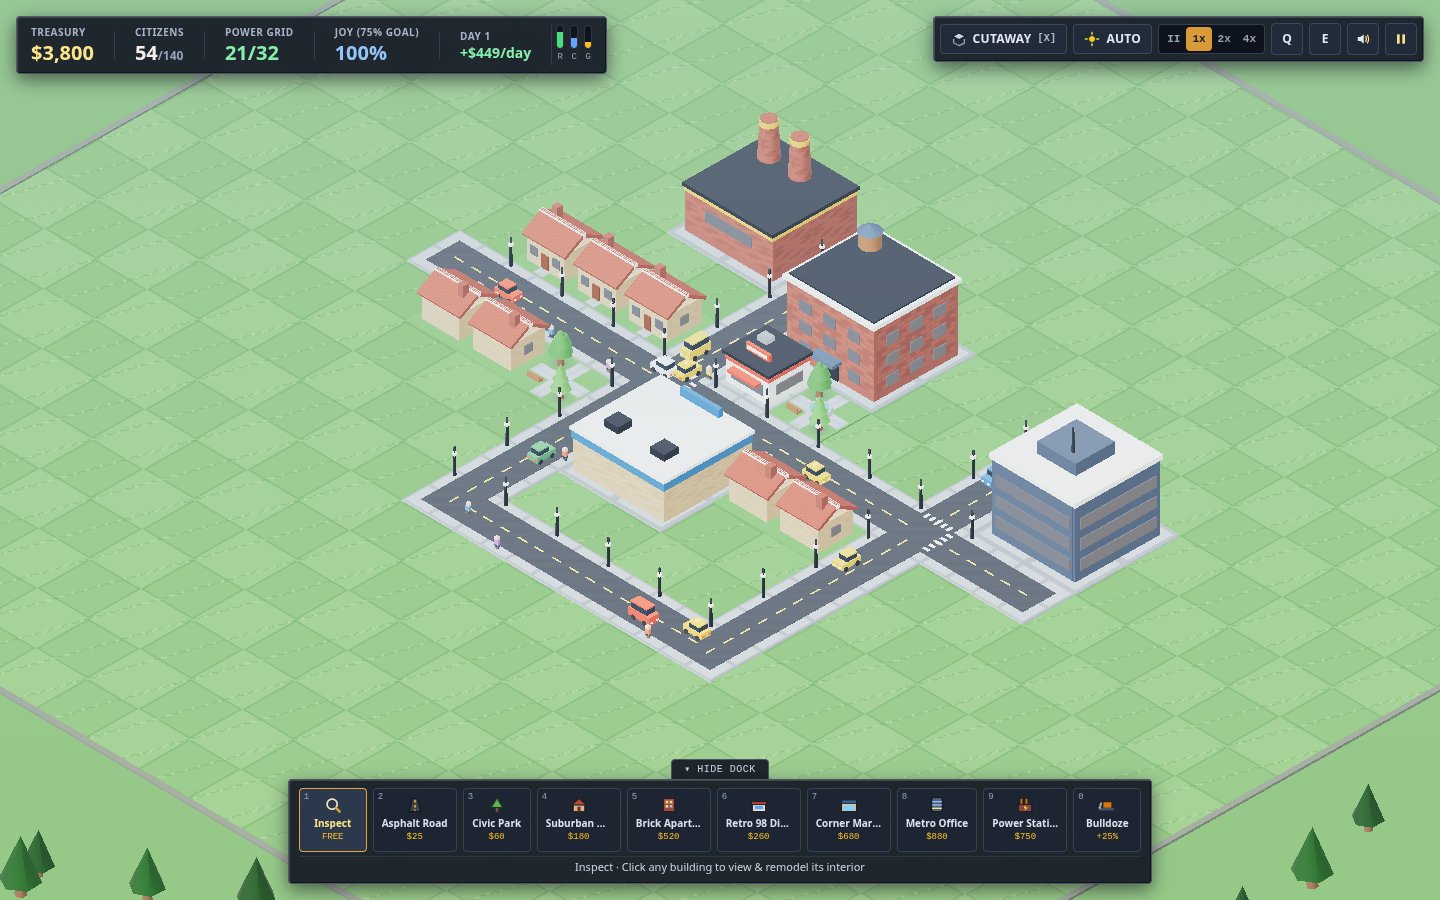 TREASURY
$3,800
CITIZENS
54/140
POWER GRID
21/32
JOY (75% GOAL)
100%
DAY 1
+$449/day
R C G
CUTAWAY [X]
AUTO
II 1x 2x 4x
Q
E
▾ HIDE DOCK
1
Inspect
FREE
2
Asphalt Road
$25
3
Civic Park
$60
4
Suburban ...
$180
5
Brick Apart...
$520
6
Retro 98 Di...
$260
7
Corner Mar...
$680
8
Metro Office
$880
9
Power Stati...
$750
0
Bulldoze
+25%
Inspect · Click any building to view & remodel its interior